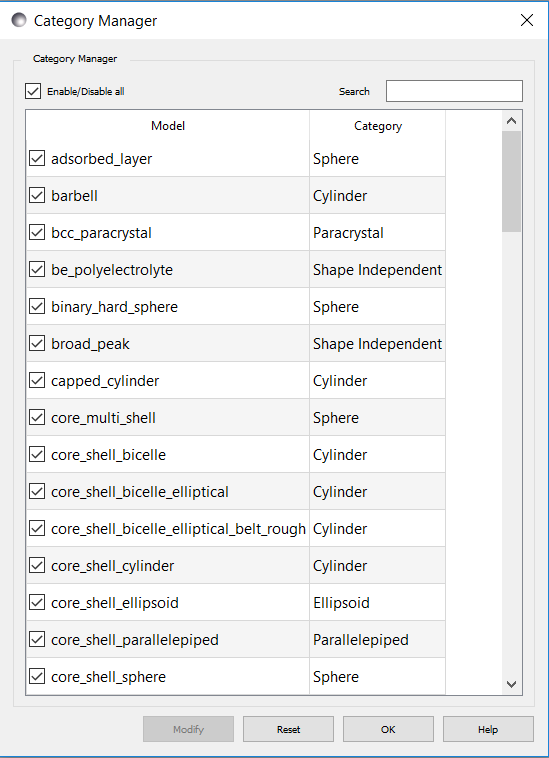 Category Manager
Category Manager
Enable/Disable all Search
Model Category
adsorbed_layer Sphere
barbell Cylinder
bcc_paracrystal Paracrystal
be_polyelectrolyte Shape Independent
binary_hard_sphere Sphere
broad_peak Shape Independent
capped_cylinder Cylinder
core_multi_shell Sphere
core_shell_bicelle Cylinder
core_shell_bicelle_elliptical Cylinder
core_shell_bicelle_elliptical_belt_rough Cylinder
core_shell_cylinder Cylinder
core_shell_ellipsoid Ellipsoid
core_shell_parallelepiped Parallelepiped
core_shell_sphere Sphere
Modify Reset OK Help